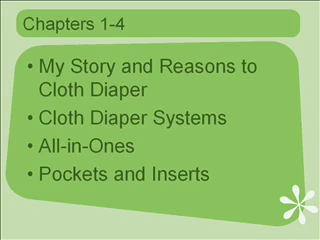 Chapters 1-4
• My Story and Reasons to
Cloth Diaper
• Cloth Diaper Systems
• All-in-Ones
• Pockets and Inserts